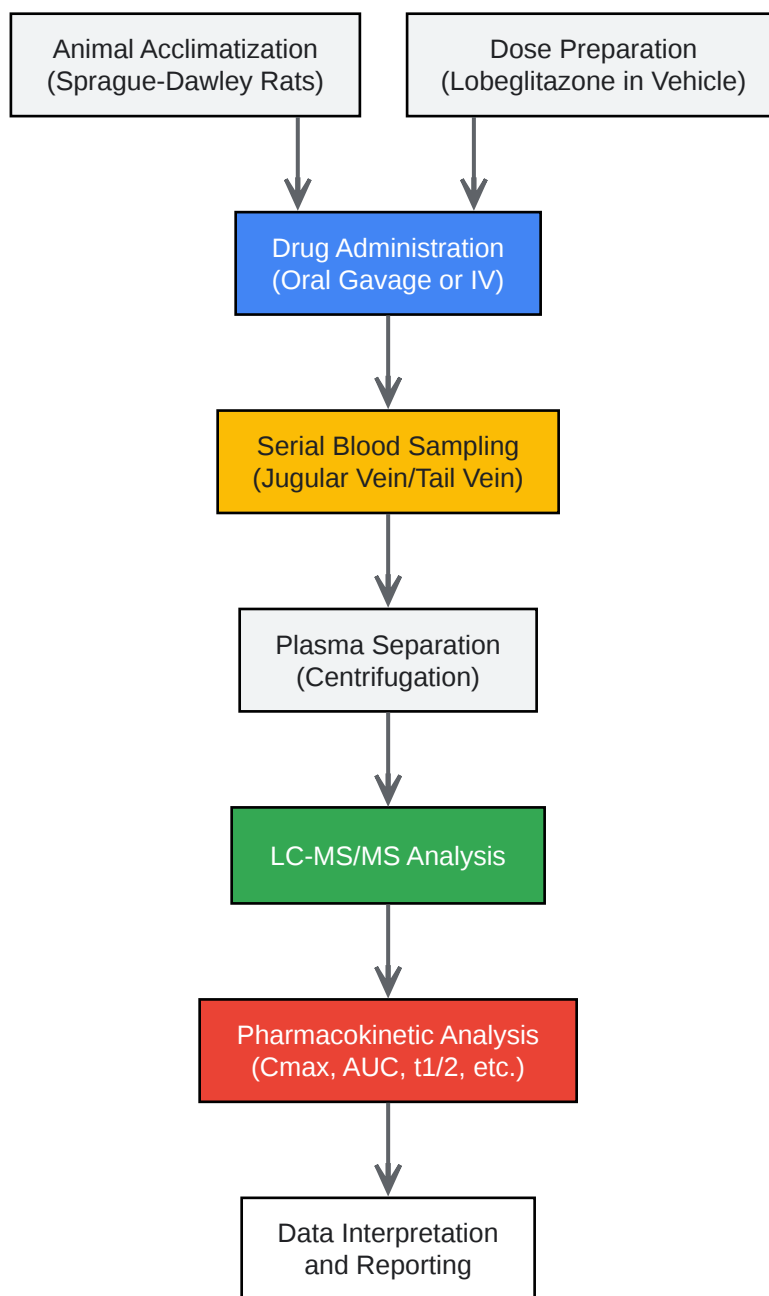 Animal Acclimatization
(Sprague-Dawley Rats)
Dose Preparation
(Lobeglitazone in Vehicle)
Drug Administration
(Oral Gavage or IV)
Serial Blood Sampling
(Jugular Vein/Tail Vein)
Plasma Separation
(Centrifugation)
LC-MS/MS Analysis
Pharmacokinetic Analysis
(Cmax, AUC, t1/2, etc.)
Data Interpretation
and Reporting